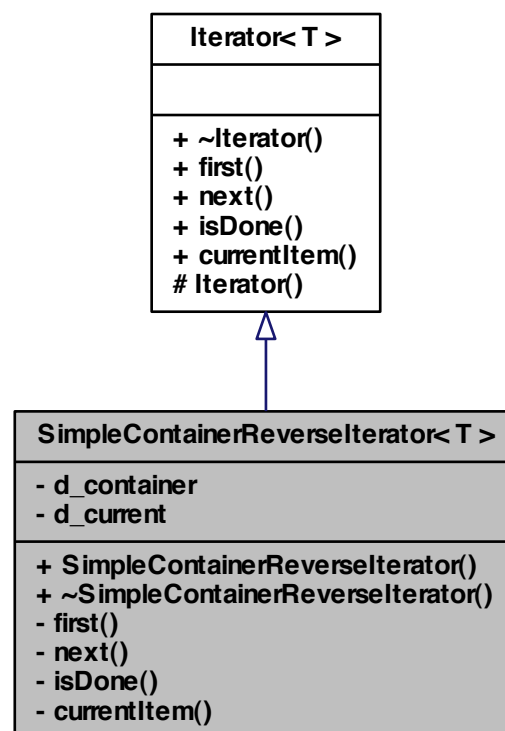 Iterator< T >
+ ~Iterator()
+ first()
+ next()
+ isDone()
+ currentItem()
# Iterator()
SimpleContainerReverseIterator< T >
- d_container
- d_current
+ SimpleContainerReverseIterator()
+ ~SimpleContainerReverseIterator()
- first()
- next()
- isDone()
- currentItem()